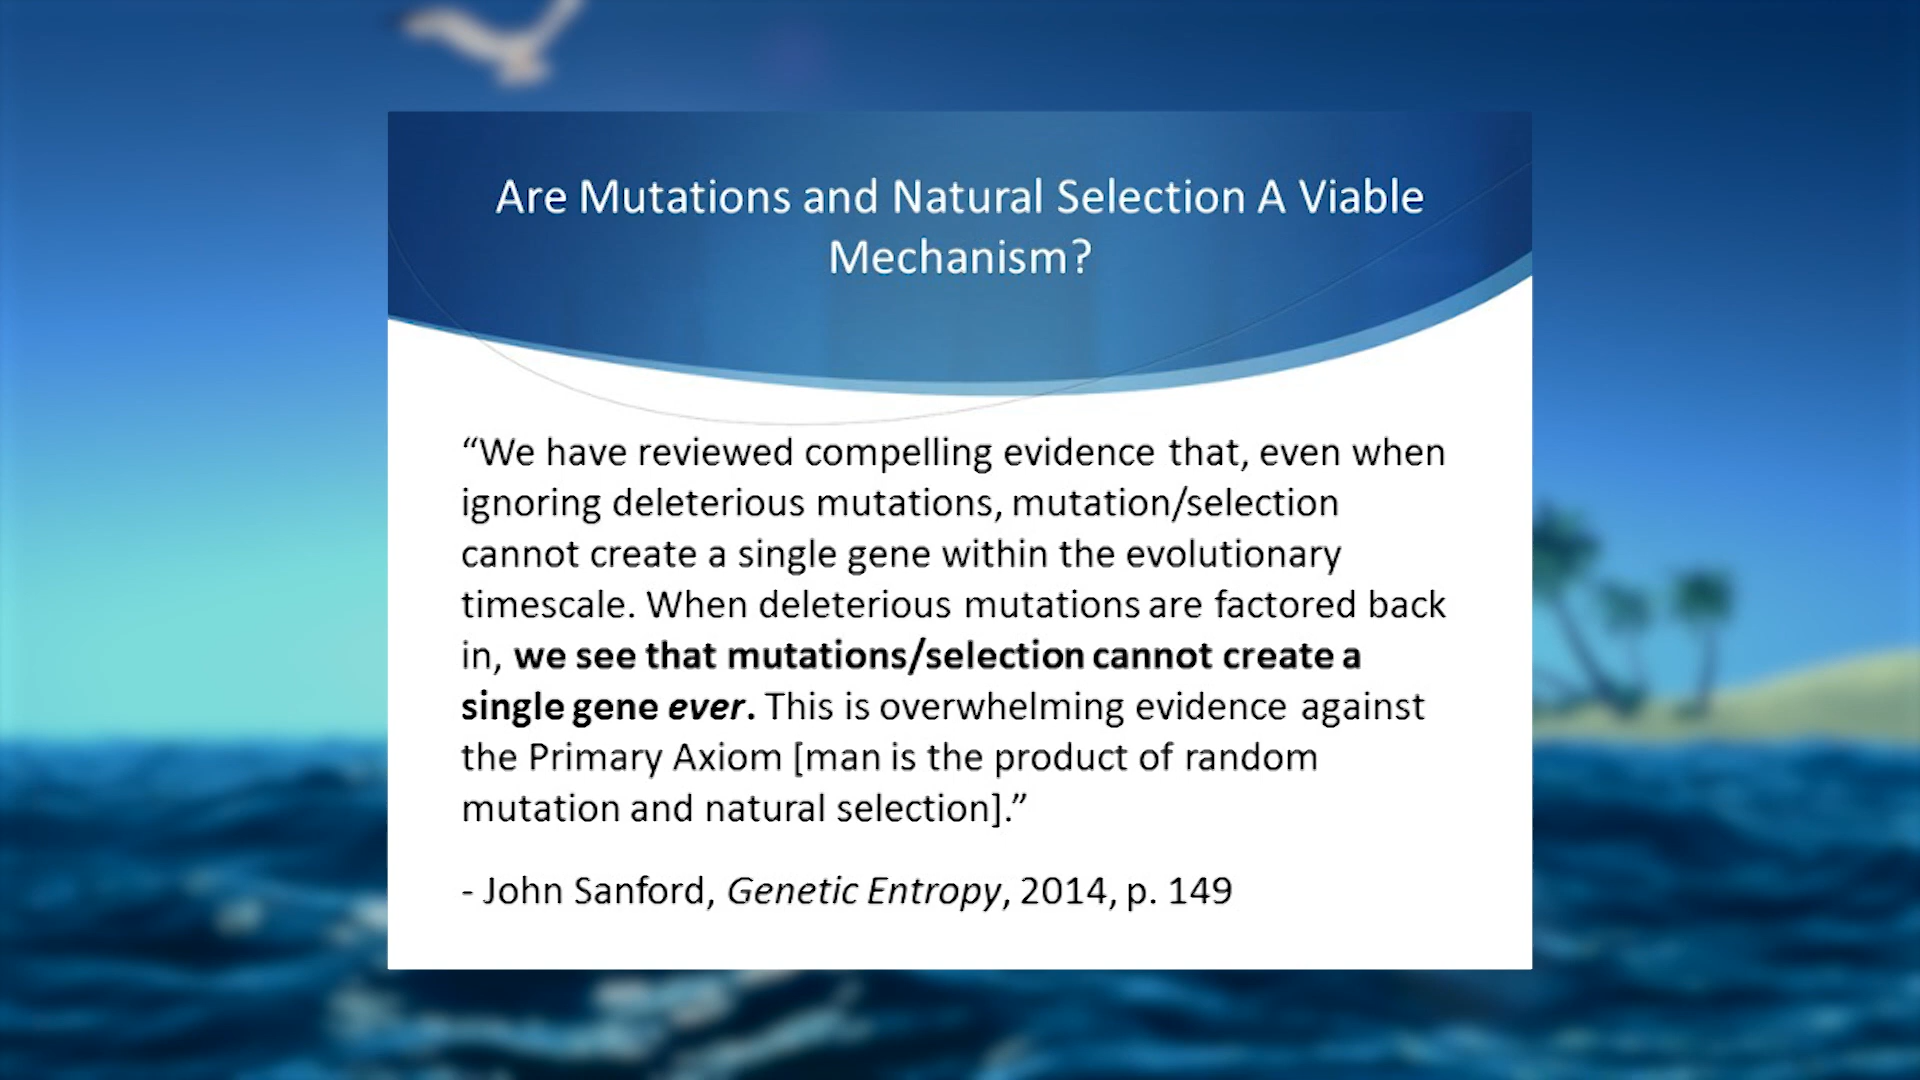 Are Mutations and Natural Selection A Viable
Mechanism?
“We have reviewed compelling evidence that, even when
ignoring deleterious mutations, mutation/selection
cannot create a single gene within the evolutionary
timescale. When deleterious mutations are factored back
in, we see that mutations/selection cannot create a
single gene ever. This is overwhelming evidence against
the Primary Axiom [man is the product of random
mutation and natural selection].”
- John Sanford, Genetic Entropy, 2014, p. 149